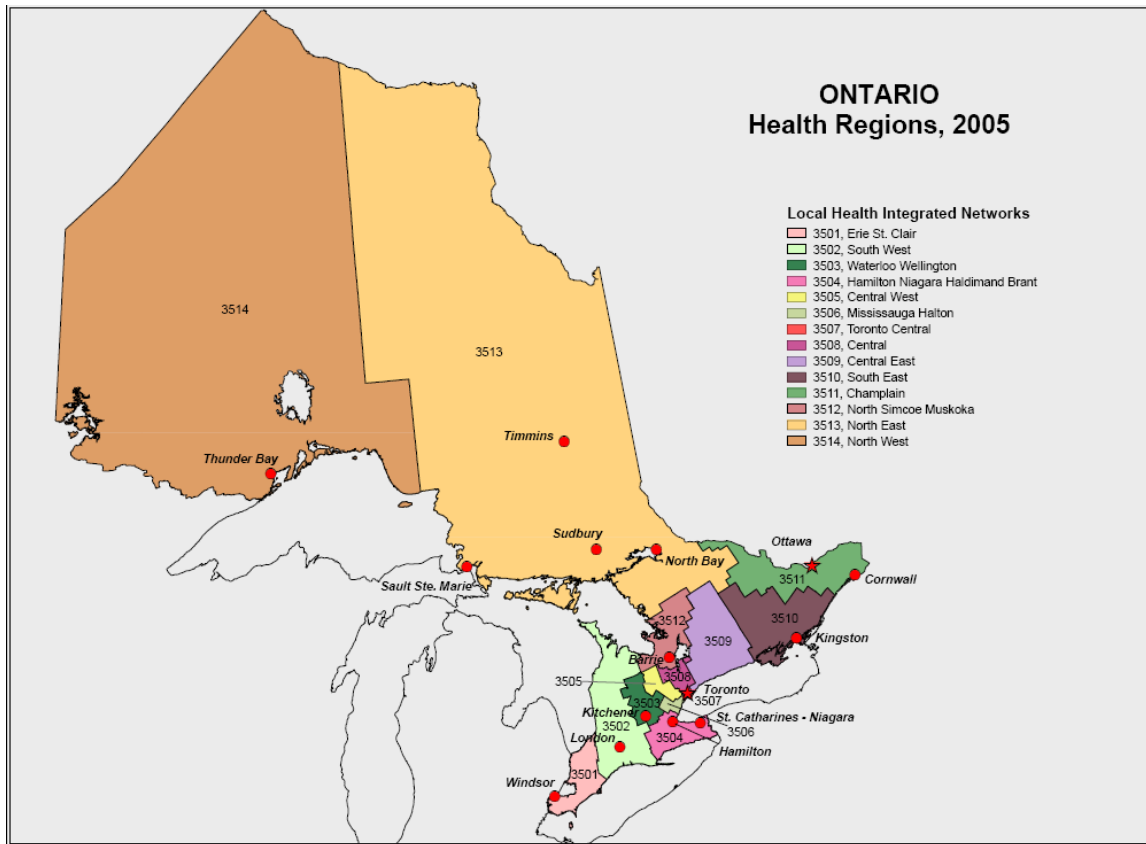 ONTARIO
Health Regions, 2005
Local Health Integrated Networks
3501, Erie St. Clair
3502, South West
3503, Waterloo Wellington
3504, Hamilton Niagara Haldimand Brant
3505, Central West
3506, Mississauga Halton
3507, Toronto Central
3508, Central
3509, Central East
3510, South East
3511, Champlain
3512, North Simcoe Muskoka
3513, North East
3514, North West
3514
3513
Timmins
Thunder Bay
Sudbury
Ottawa
North Bay
Sault Ste. Marie
3511
Cornwall
3512
3510
Kingston
3509
Barrie
3508
3505
Toronto
3507
3503
Kitchener
St. Catharines - Niagara
3502
3506
London
3504
Hamilton
3501
Windsor